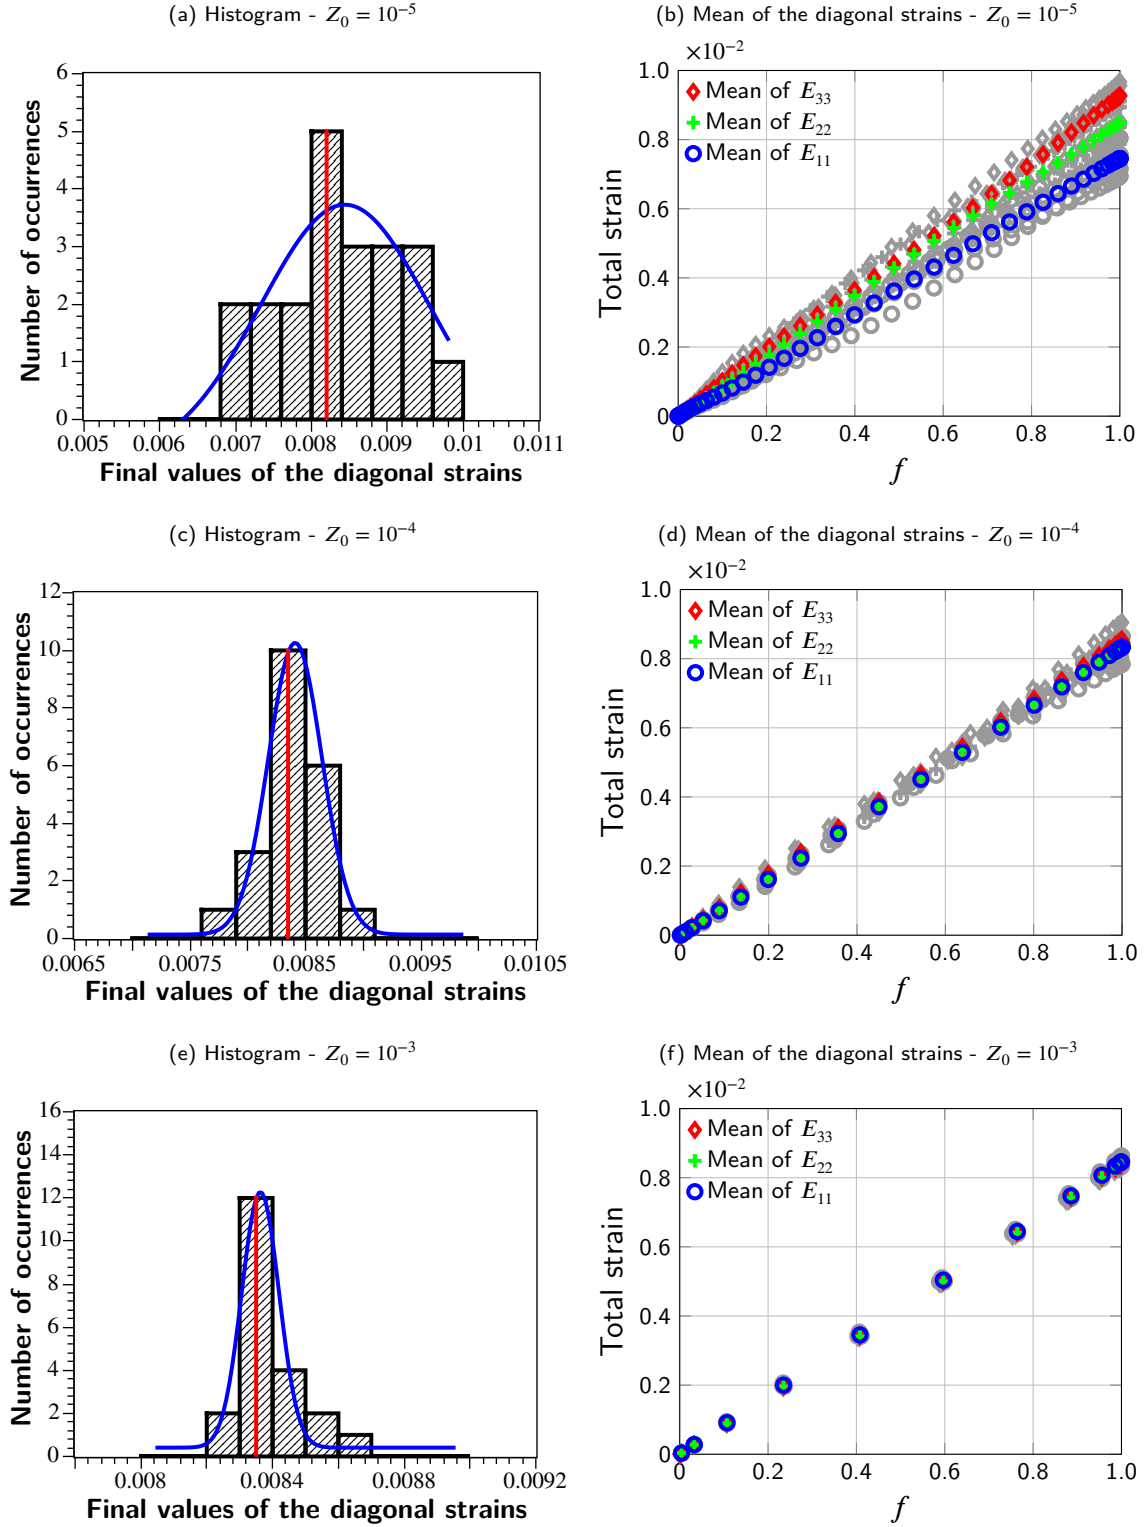 (a) Histogram - Z₀ = 10⁻⁵
Number of occurrences
6
5
4
3
2
1
0
0.005 0.006 0.007 0.008 0.009 0.01 0.011
Final values of the diagonal strains
(b) Mean of the diagonal strains - Z₀ = 10⁻⁵
×10⁻²
Total strain
1.0
0.8
0.6
0.4
0.2
0
Mean of E₃₃
Mean of E₂₂
Mean of E₁₁
0 0.2 0.4 0.6 0.8 1.0
f
(c) Histogram - Z₀ = 10⁻⁴
Number of occurrences
12
10
8
6
4
2
0
0.0065 0.0075 0.0085 0.0095 0.0105
Final values of the diagonal strains
(d) Mean of the diagonal strains - Z₀ = 10⁻⁴
×10⁻²
Total strain
1.0
0.8
0.6
0.4
0.2
0
Mean of E₃₃
Mean of E₂₂
Mean of E₁₁
0 0.2 0.4 0.6 0.8 1.0
f
(e) Histogram - Z₀ = 10⁻³
Number of occurrences
16
14
12
10
8
6
4
2
0
0.008 0.0084 0.0088 0.0092
Final values of the diagonal strains
(f) Mean of the diagonal strains - Z₀ = 10⁻³
×10⁻²
Total strain
1.0
0.8
0.6
0.4
0.2
0
Mean of E₃₃
Mean of E₂₂
Mean of E₁₁
0 0.2 0.4 0.6 0.8 1.0
f